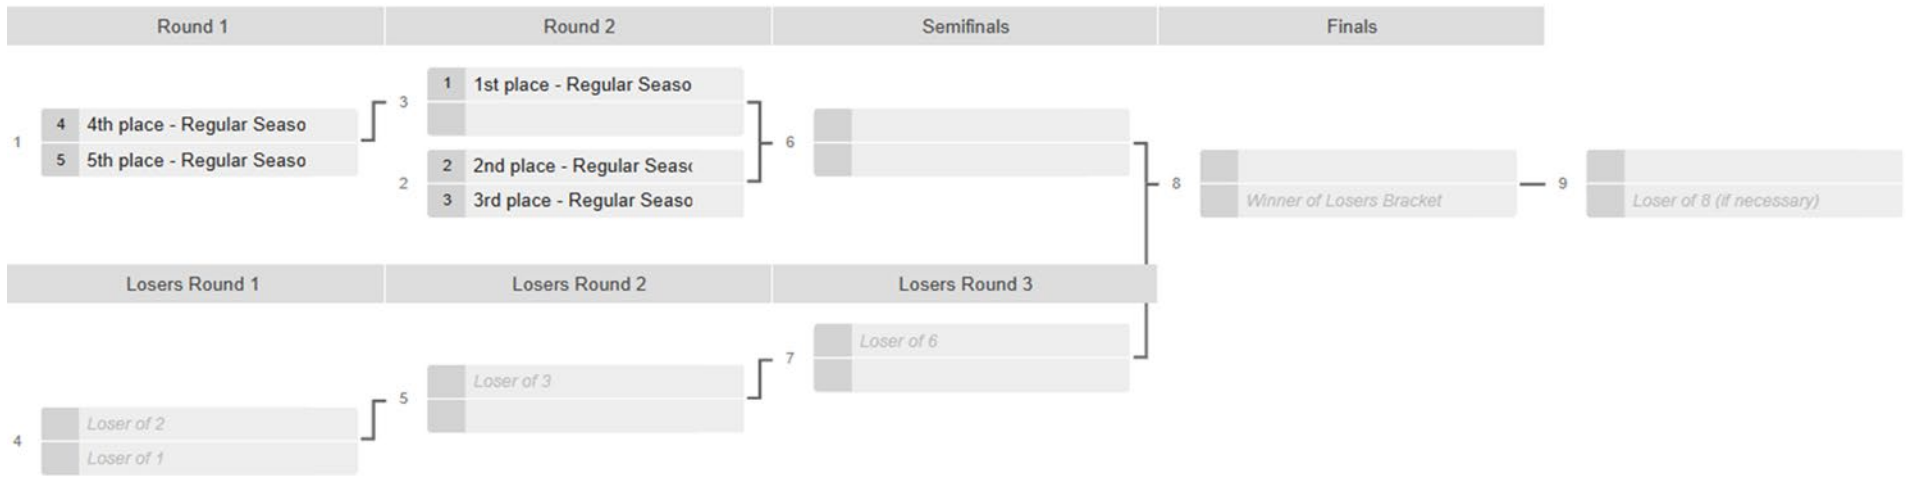 Round 1
Round 2
Semifinals
Finals
1
4 4th place - Regular Seaso
5 5th place - Regular Seaso
3
1 1st place - Regular Seaso
2
2 2nd place - Regular Seaso
3 3rd place - Regular Seaso
6
8
Winner of Losers Bracket
9
Loser of 8 (if necessary)
Losers Round 1
Losers Round 2
Losers Round 3
4
Loser of 2
Loser of 1
5
Loser of 3
7
Loser of 6